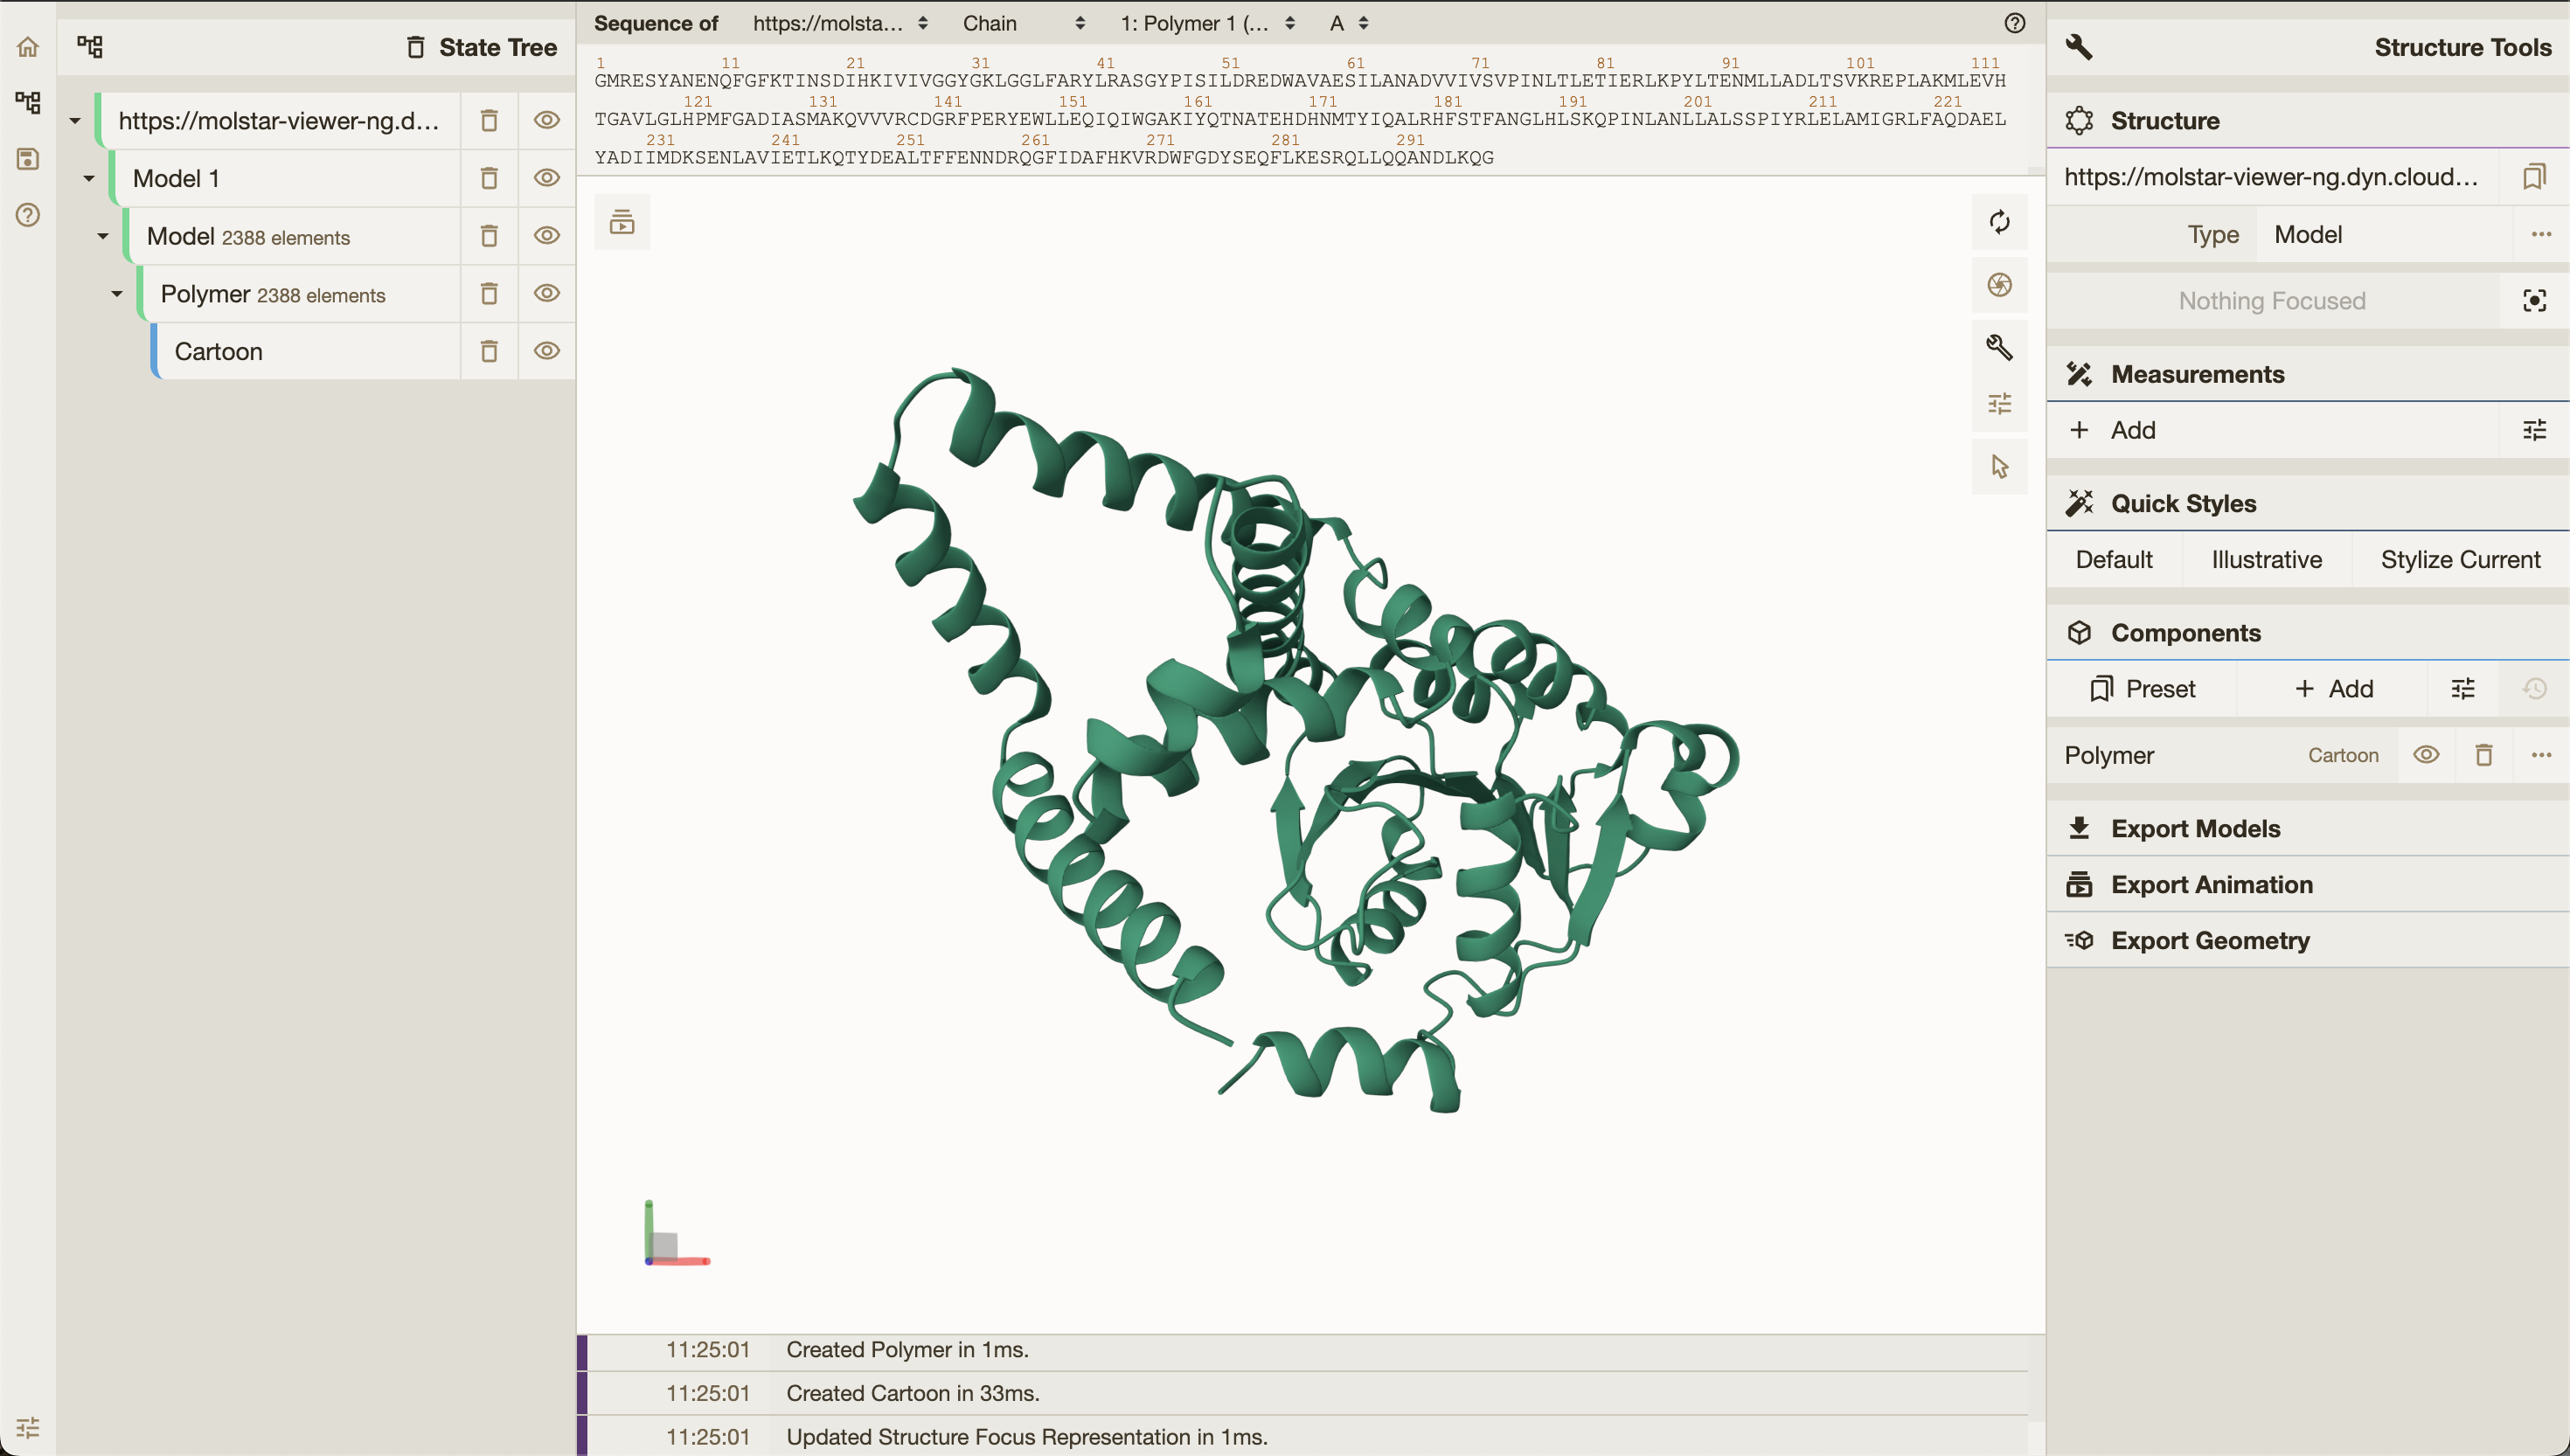 State Tree
https://molstar-viewer-ng.d...
Model 1
Model 2388 elements
Polymer 2388 elements
Cartoon
Sequence of https://molsta... Chain 1: Polymer 1 (... A
1 11 21 31 41 51 61 71 81 91 101 111
GMRESYANENQFGFKTINSDIHKIVIVGGYGKLGGLFARYLRASGYPISILDREDWAVAESILANADVVIVSVPINLTLETIERLKPYLTENMLLADLTSVKREPLAKMLEVH
121 131 141 151 161 171 181 191 201 211 221
TGAVLGLHPMFGADIASMAKQVVVRCDGRFPERYEWLLEQIQIWGAKIYQTNATEHDHNMTYIQALRHFSTFANGLHLSKQPINLANLLALSSPIYRLELAMIGRLFAQDAEL
231 241 251 261 271 281 291
YADIIMDKSENLAVIETLKQTYDEALTFFENNDRQGFIDAFHKVRDWFGDYSEQFLKESRQLLQQANDLKQG
11:25:01 Created Polymer in 1ms.
11:25:01 Created Cartoon in 33ms.
11:25:01 Updated Structure Focus Representation in 1ms.
Structure Tools
Structure
https://molstar-viewer-ng.dyn.cloud...
Type Model
Nothing Focused
Measurements
Add
Quick Styles
Default Illustrative Stylize Current
Components
Preset Add
Polymer Cartoon
Export Models
Export Animation
Export Geometry